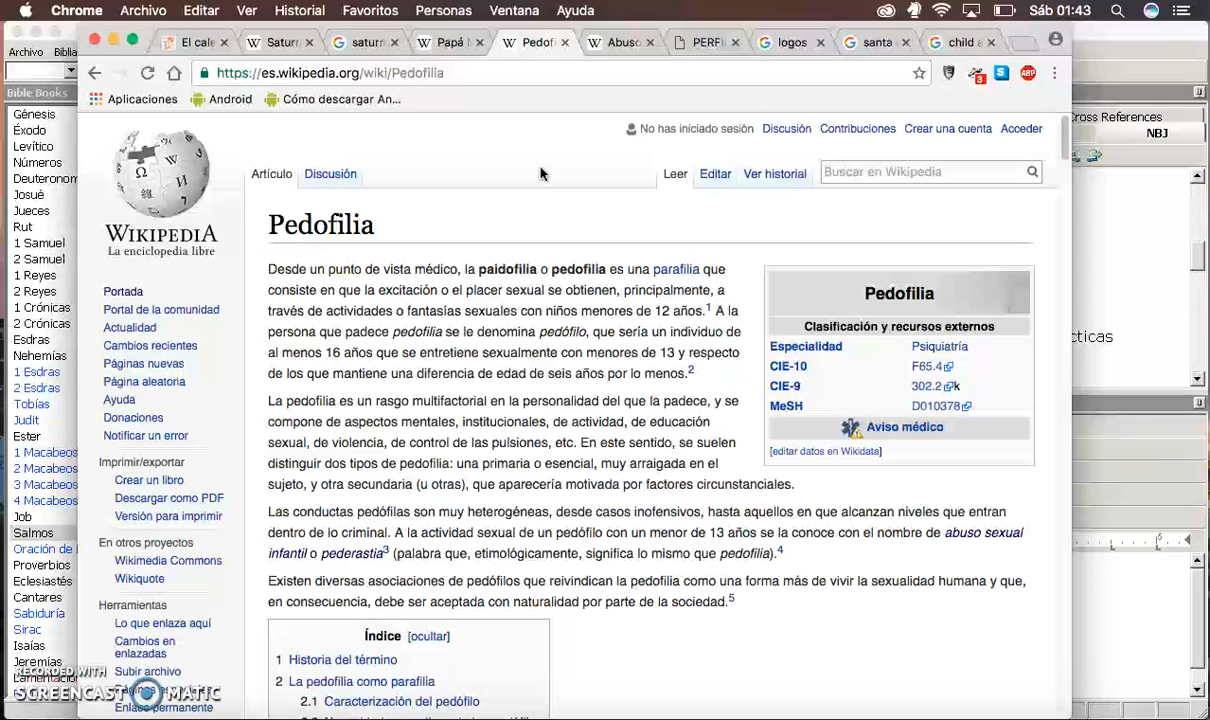 Chrome Archivo Editar Ver Historial Favoritos Personas Ventana Ayuda Sáb 01:43
El cale Saturn saturn Papá Pedofi Abuso PERFIL logos santa child a
https://es.wikipedia.org/wiki/Pedofilia
3 S ABP
Aplicaciones Android Cómo descargar An...
Archivo Biblia
Bible Books
Génesis
Éxodo
Levítico
Números
Deuteronom
Josué
Jueces
Rut
1 Samuel
2 Samuel
1 Reyes
2 Reyes
1 Crónicas
2 Crónicas
Esdras
Nehemías
1 Esdras
2 Esdras
Tobías
Judit
Ester
1 Macabeos
2 Macabeos
3 Macabeos
4 Macabeos
Job
Salmos
Oración de
Proverbios
Eclesiastés
Cantares
Sabiduría
Sirac
Isaías
Jeremías
Lamentacion
RECORDED WITH
SCREENCAST MATIC
WIKIPEDIA
La enciclopedia libre
Portada
Portal de la comunidad
Actualidad
Cambios recientes
Páginas nuevas
Página aleatoria
Ayuda
Donaciones
Notificar un error
Imprimir/exportar
Crear un libro
Descargar como PDF
Versión para imprimir
En otros proyectos
Wikimedia Commons
Wikiquote
Herramientas
Lo que enlaza aquí
Cambios en
enlazadas
Subir archivo
Enlace permanente
No ha iniciado sesión Discusión Contribuciones Crear una cuenta Acceder
Artículo Discusión Leer Editar Ver historial Buscar en Wikipedia
Pedofilia
Desde un punto de vista médico, la paidofilia o pedofilia es una parafilia que
consiste en que la excitación o el placer sexual se obtienen, principalmente, a
través de actividades o fantasías sexuales con niños menores de 12 años.1 A la
persona que padece pedofilia se le denomina pedófilo, que sería un individuo de
al menos 16 años que se entretiene sexualmente con menores de 13 y respecto
de los que mantiene una diferencia de edad de seis años por lo menos.2
La pedofilia es un rasgo multifactorial en la personalidad del que la padece, y se
compone de aspectos mentales, institucionales, de actividad, de educación
sexual, de violencia, de control de las pulsiones, etc. En este sentido, se suelen
distinguir dos tipos de pedofilia: una primaria o esencial, muy arraigada en el
sujeto, y otra secundaria (u otras), que aparecería motivada por factores circunstanciales.
Las conductas pedófilas son muy heterogéneas, desde casos inofensivos, hasta aquellos en que alcanzan niveles que entran
dentro de lo criminal. A la actividad sexual de un pedófilo con un menor de 13 años se la conoce con el nombre de abuso sexual
infantil o pederastia3 (palabra que, etimológicamente, significa lo mismo que pedofilia).4
Existen diversas asociaciones de pedófilos que reivindican la pedofilia como una forma más de vivir la sexualidad humana y que,
en consecuencia, debe ser aceptada con naturalidad por parte de la sociedad.5
Índice [ocultar]
1 Historia del término
2 La pedofilia como parafilia
2.1 Caracterización del pedófilo
Pedofilia
Clasificación y recursos externos
Especialidad Psiquiatría
CIE-10 F65.4
CIE-9 302.2 k
MeSH D010378
Aviso médico
[editar datos en Wikidata]
Cross References
NBJ
cticas